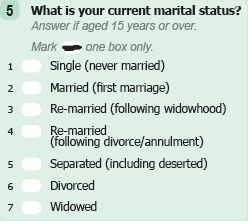 5 What is your current marital status?
Answer if aged 15 years or over.
Mark one box only.
1 Single (never married)
2 Married (first marriage)
3 Re-married (following widowhood)
4 Re-married
(following divorce/annulment)
5 Separated (including deserted)
6 Divorced
7 Widowed